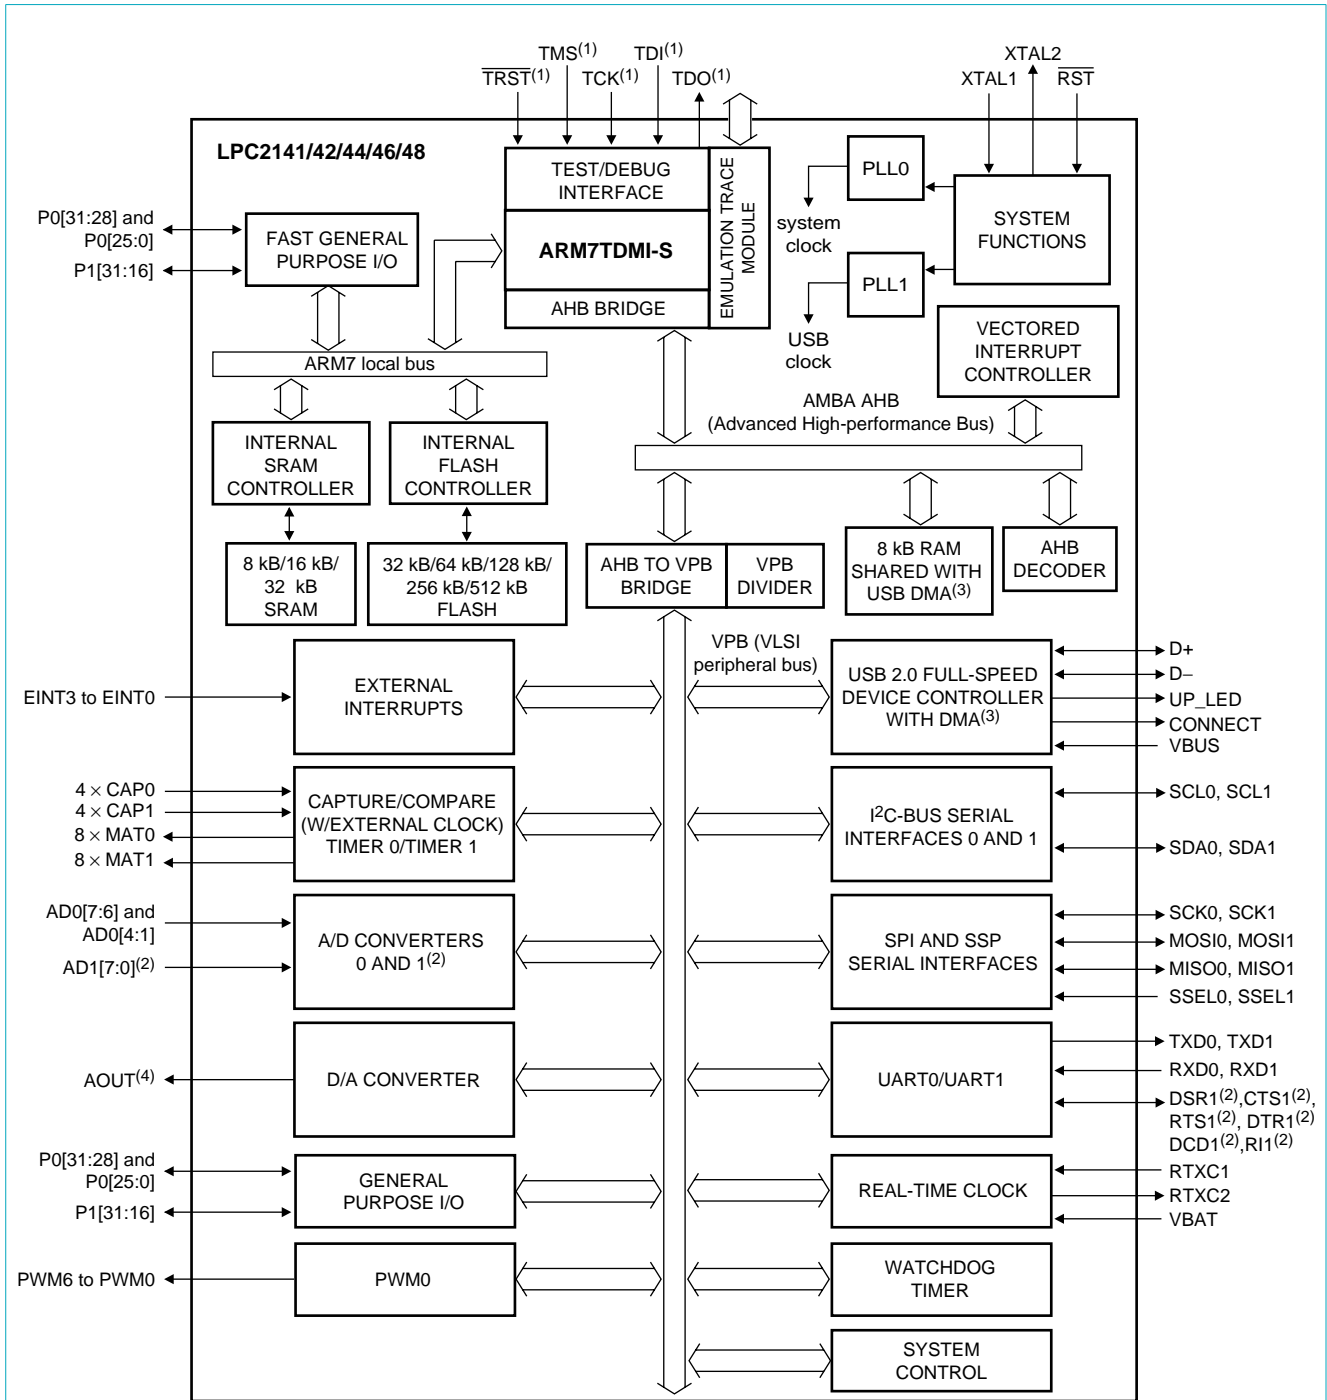 TMS(1)
TDI(1)
XTAL2
TRST(1)
TCK(1)
TDO(1)
XTAL1
RST
LPC2141/42/44/46/48
TEST/DEBUG
INTERFACE
EMULATION TRACE
MODULE
PLL0
SYSTEM
FUNCTIONS
system
clock
P0[31:28] and
P0[25:0]
P1[31:16]
FAST GENERAL
PURPOSE I/O
ARM7TDMI-S
PLL1
AHB BRIDGE
USB
clock
VECTORED
INTERRUPT
CONTROLLER
ARM7 local bus
AMBA AHB
(Advanced High-performance Bus)
INTERNAL
SRAM
CONTROLLER
INTERNAL
FLASH
CONTROLLER
8 kB/16 kB/
32 kB
SRAM
32 kB/64 kB/128 kB/
256 kB/512 kB
FLASH
AHB TO VPB
BRIDGE
VPB
DIVIDER
8 kB RAM
SHARED WITH
USB DMA(3)
AHB
DECODER
VPB (VLSI
peripheral bus)
EINT3 to EINT0
EXTERNAL
INTERRUPTS
USB 2.0 FULL-SPEED
DEVICE CONTROLLER
WITH DMA(3)
D+
D−
UP_LED
CONNECT
VBUS
4 × CAP0
4 × CAP1
8 × MAT0
8 × MAT1
CAPTURE/COMPARE
(W/EXTERNAL CLOCK)
TIMER 0/TIMER 1
I2C-BUS SERIAL
INTERFACES 0 AND 1
SCL0, SCL1
SDA0, SDA1
AD0[7:6] and
AD0[4:1]
AD1[7:0](2)
A/D CONVERTERS
0 AND 1(2)
SPI AND SSP
SERIAL INTERFACES
SCK0, SCK1
MOSI0, MOSI1
MISO0, MISO1
SSEL0, SSEL1
AOUT(4)
D/A CONVERTER
UART0/UART1
TXD0, TXD1
RXD0, RXD1
DSR1(2),CTS1(2),
RTS1(2), DTR1(2)
DCD1(2),RI1(2)
P0[31:28] and
P0[25:0]
P1[31:16]
GENERAL
PURPOSE I/O
REAL-TIME CLOCK
RTXC1
RTXC2
VBAT
PWM6 to PWM0
PWM0
WATCHDOG
TIMER
SYSTEM
CONTROL